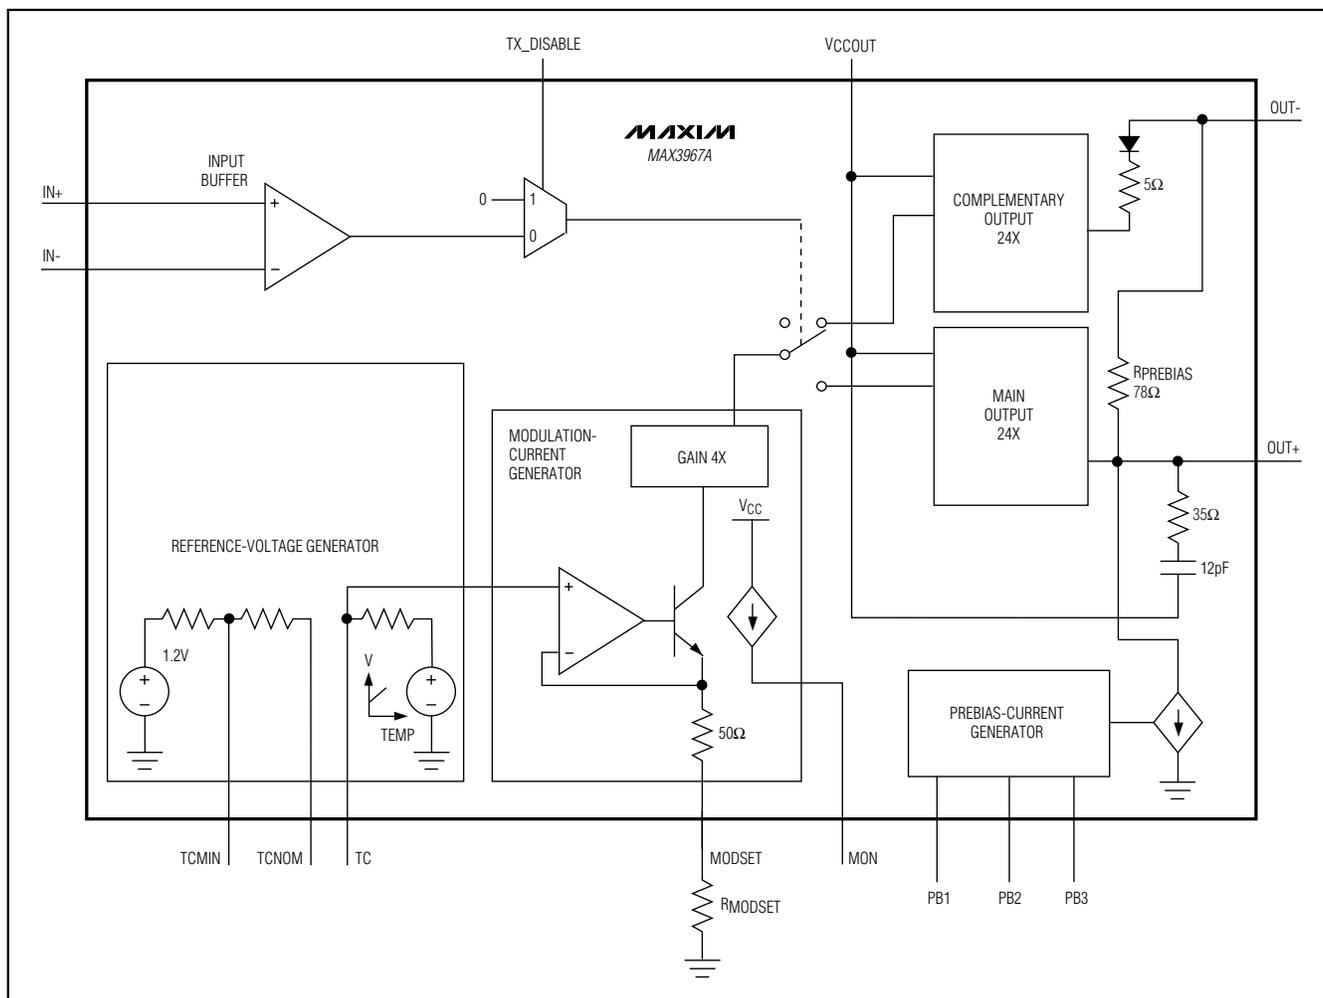 TX_DISABLE
VCCOUT
OUT-
MAXIM
MAX3967A
INPUT
BUFFER
IN+
+
0
1
5Ω
COMPLEMENTARY
OUTPUT
24X
0
IN-
−
RPREBIAS
78Ω
MAIN
OUTPUT
24X
MODULATION-
CURRENT
GENERATOR
GAIN 4X
OUT+
VCC
35Ω
REFERENCE-VOLTAGE GENERATOR
12pF
+
−
1.2V
V
+
−
+
−
TEMP
50Ω
PREBIAS-CURRENT
GENERATOR
TCMIN
TCNOM
TC
MODSET
MON
PB1
PB2
PB3
RMODSET